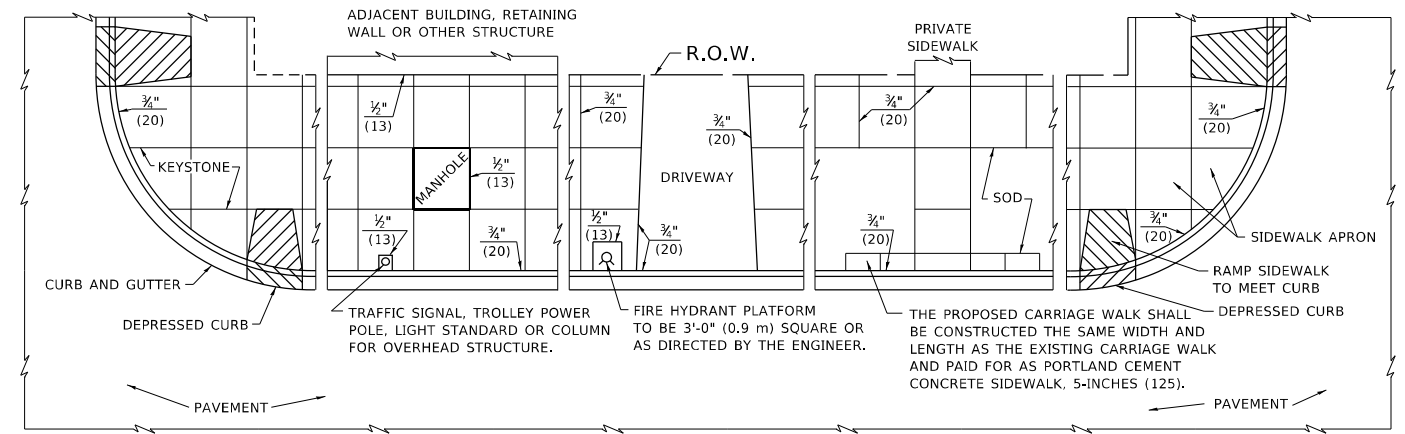 ADJACENT BUILDING, RETAINING
WALL OR OTHER STRUCTURE
R.O.W.
PRIVATE
SIDEWALK
¾"
(20)
½"
(13)
¾"
(20)
¾"
(20)
¾"
(20)
¾"
(20)
KEYSTONE
MANHOLE
½"
(13)
DRIVEWAY
SOD
½"
(13)
¾"
(20)
½"
(13)
¾"
(20)
¾"
(20)
¾"
(20)
SIDEWALK APRON
RAMP SIDEWALK
TO MEET CURB
CURB AND GUTTER
DEPRESSED CURB
DEPRESSED CURB
TRAFFIC SIGNAL, TROLLEY POWER
POLE, LIGHT STANDARD OR COLUMN
FOR OVERHEAD STRUCTURE.
FIRE HYDRANT PLATFORM
TO BE 3'-0" (0.9 m) SQUARE OR
AS DIRECTED BY THE ENGINEER.
THE PROPOSED CARRIAGE WALK SHALL
BE CONSTRUCTED THE SAME WIDTH AND
LENGTH AS THE EXISTING CARRIAGE WALK
AND PAID FOR AS PORTLAND CEMENT
CONCRETE SIDEWALK, 5-INCHES (125).
PAVEMENT
PAVEMENT